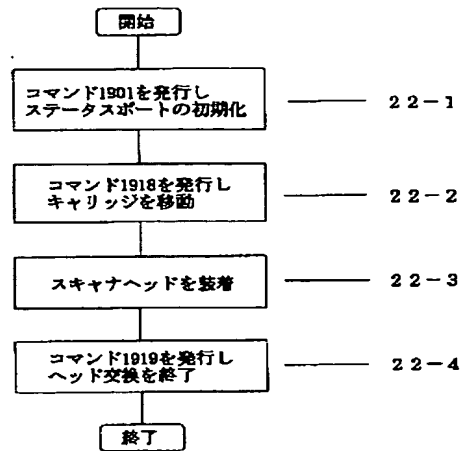 開始
コマンド1901を発行し
ステータスポートの初期化
22-1
コマンド1918を発行し
キャリッジを移動
22-2
スキャナヘッドを装着
22-3
コマンド1919を発行し
ヘッド交換を終了
22-4
終了